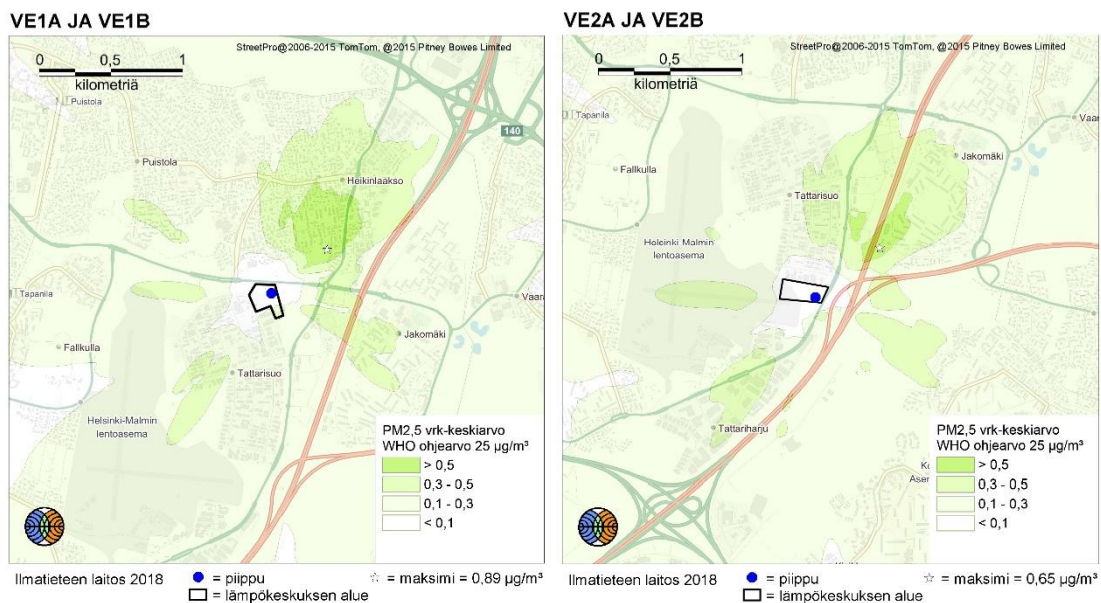 VE1A JA VE1B
StreetPro@2006-2015 TomTom, @2015 Pitney Bowes Limited
0 0,5 1
kilometriä
Puistola
140
Puistola
Heikinlaakso
Tapanila
Vaara
Jakomäki
Fallkulla
Tattarisuo
Helsinki-Malmin
lentoasema
PM2,5 vrk-keskiarvo
WHO ohjearvo 25 µg/m³
> 0,5
0,3 - 0,5
0,1 - 0,3
< 0,1
Ilmatieteen laitos 2018
= piippu
= maksimi = 0,89 µg/m³
= lämpökeskuksen alue
VE2A JA VE2B
StreetPro@2006-2015 TomTom, @2015 Pitney Bowes Limited
0 0,5 1
kilometriä
Tapanila
Vaar
Jakomäki
Fallkulla
Tattarisuo
Helsinki-Malmin
lentoasema
Tattariharju
PM2,5 vrk-keskiarvo
WHO ohjearvo 25 µg/m³
> 0,5
0,3 - 0,5
0,1 - 0,3
< 0,1
Ilmatieteen laitos 2018
= piippu
= maksimi = 0,65 µg/m³
= lämpökeskuksen alue